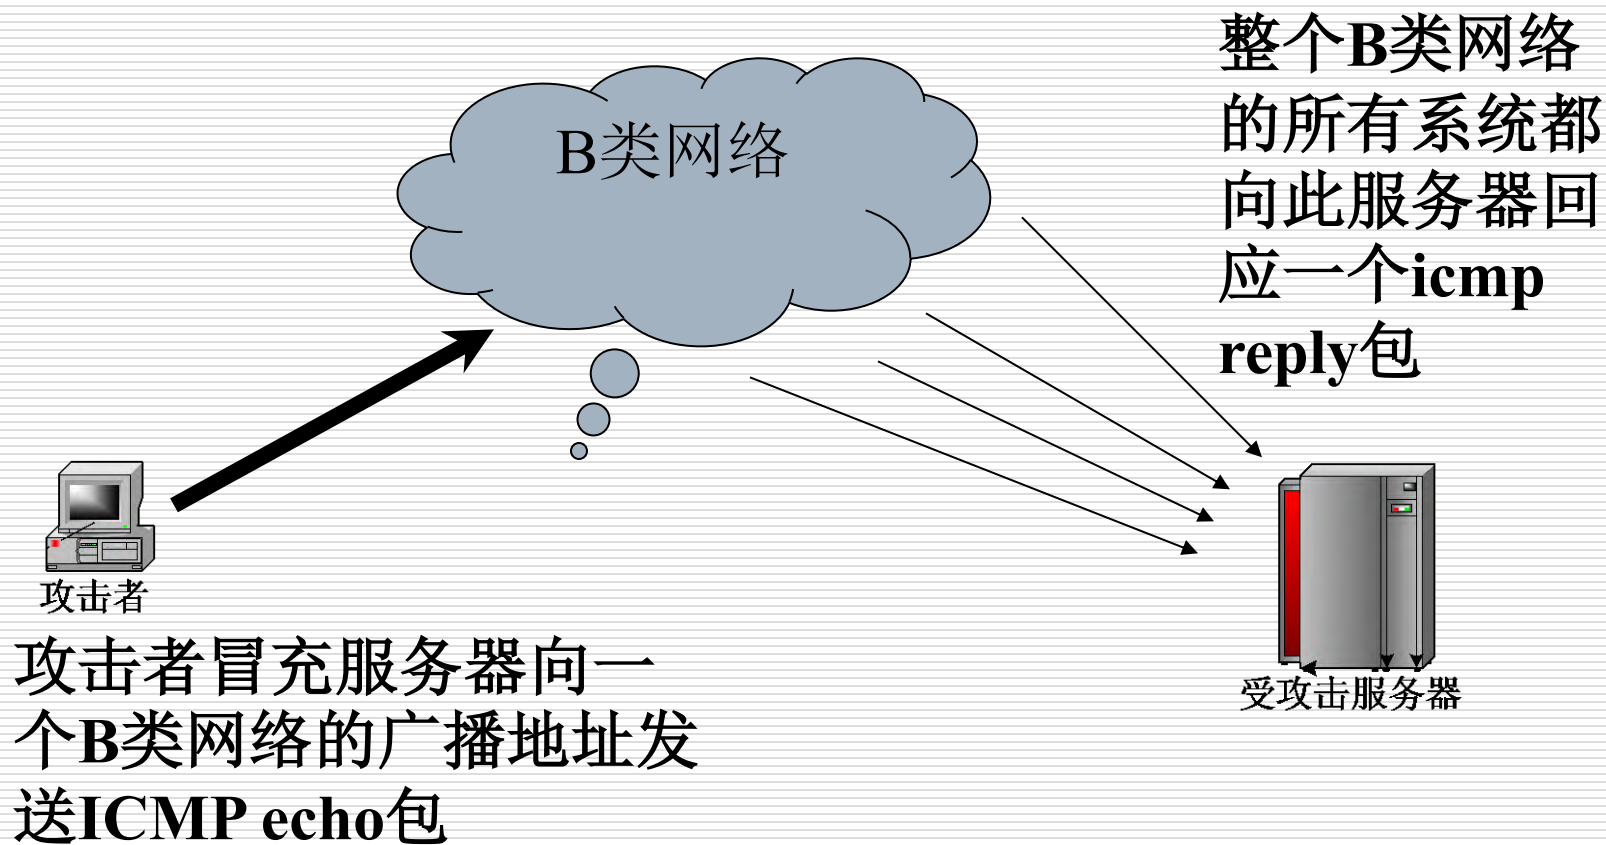 整个B类网络
的所有系统都
向此服务器回
应一个icmp
reply包
B类网络
攻击者
受攻击服务器
攻击者冒充服务器向一
个B类网络的广播地址发
送ICMP echo包